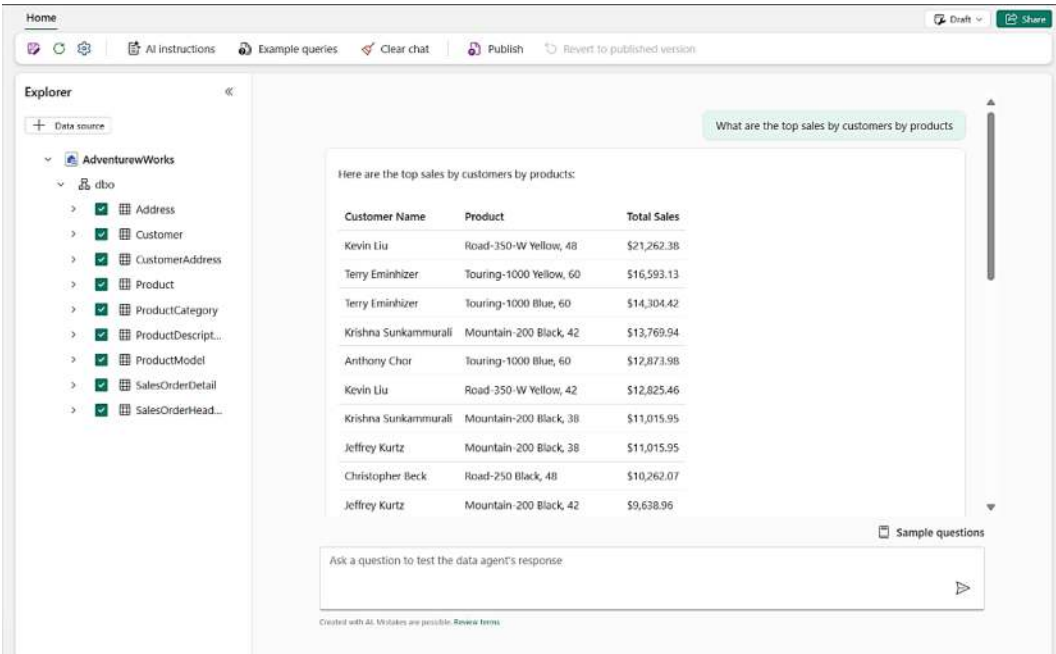 Home
Draft
Share
AI instructions
Example queries
Clear chat
Publish
Revert to published version
Explorer
Data source
AdventurewWorks
dbo
Address
Customer
CustomerAddress
Product
ProductCategory
ProductDescript...
ProductModel
SalesOrderDetail
SalesOrderHead...
What are the top sales by customers by products
Here are the top sales by customers by products:
Customer Name Product Total Sales
Kevin Liu Road-350-W Yellow, 48 $21,262.38
Terry Eminhizer Touring-1000 Yellow, 60 $16,593.13
Terry Eminhizer Touring-1000 Blue, 60 $14,304.42
Krishna Sunkammurali Mountain-200 Black, 42 $13,769.94
Anthony Chor Touring-1000 Blue, 60 $12,873.98
Kevin Liu Road-350-W Yellow, 42 $12,825.46
Krishna Sunkammurali Mountain-200 Black, 38 $11,015.95
Jeffrey Kurtz Mountain-200 Black, 38 $11,015.95
Christopher Beck Road-250 Black, 48 $10,262.07
Jeffrey Kurtz Mountain-200 Black, 42 $9,638.96
Sample questions
Ask a question to test the data agent's response
Created with AI. Mistakes are possible. Review terms